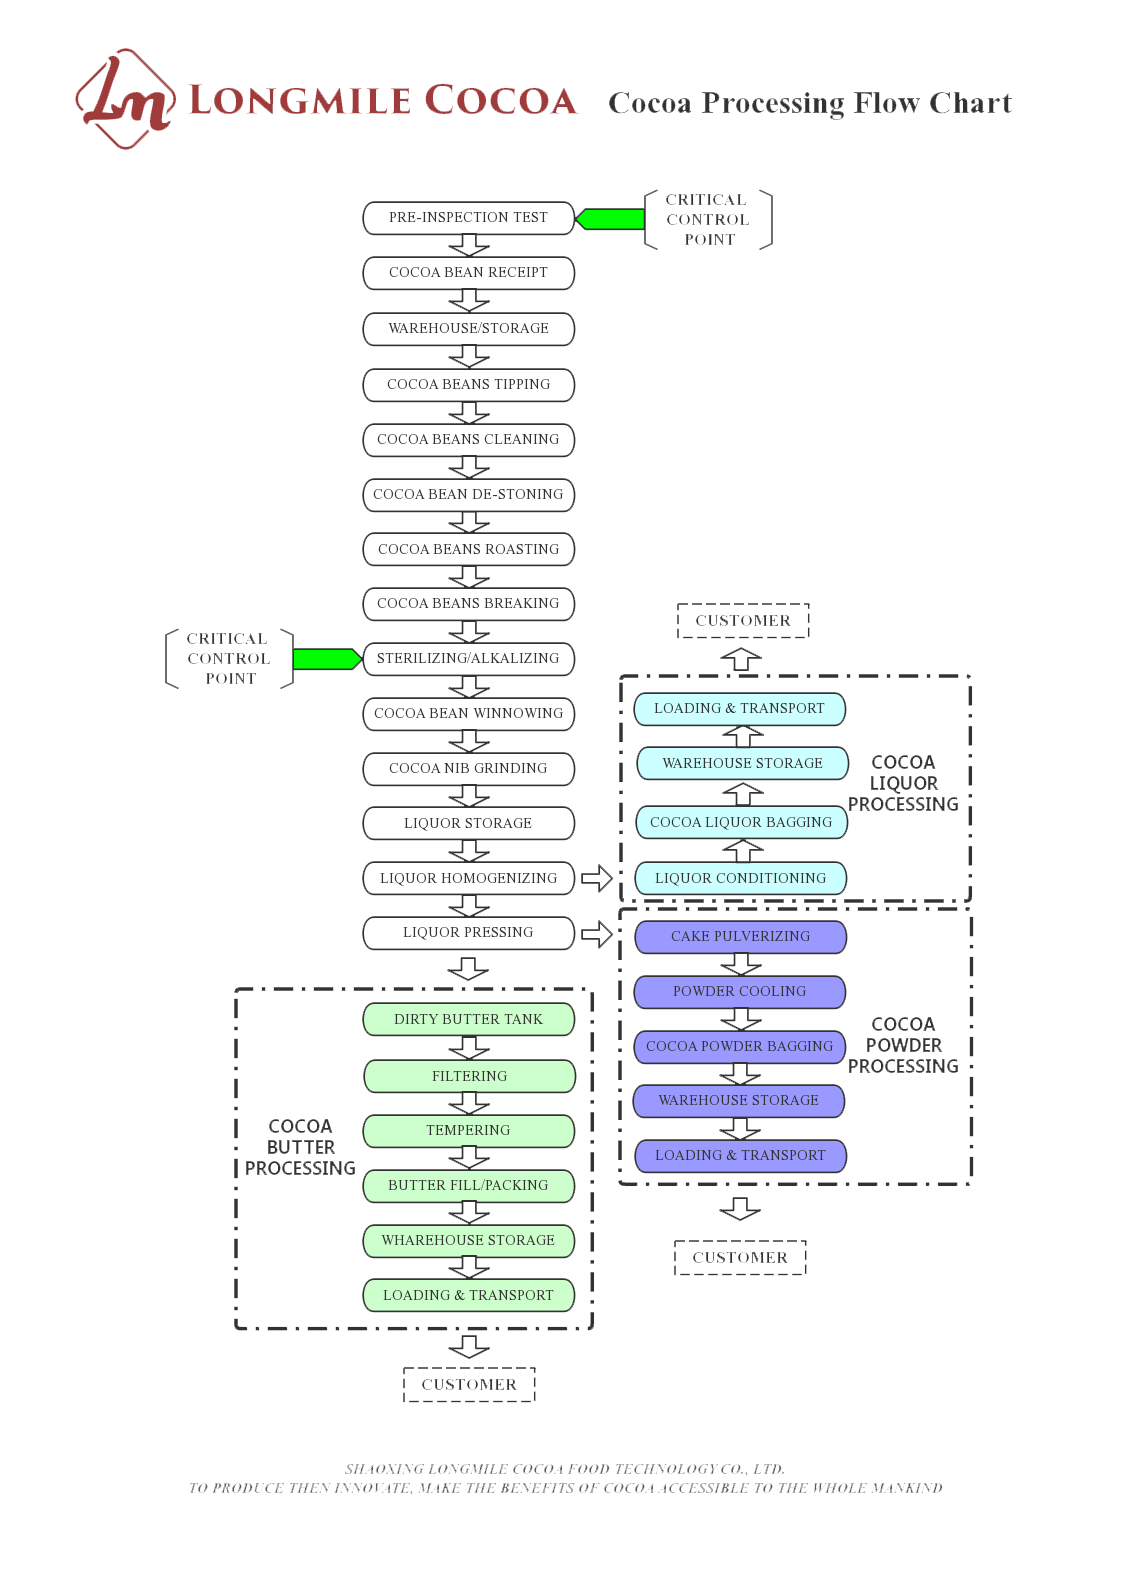 Lm LONGMILE COCOA Cocoa Processing Flow Chart
PRE-INSPECTION TEST
CRITICAL
CONTROL
POINT
COCOA BEAN RECEIPT
WAREHOUSE/STORAGE
COCOA BEANS TIPPING
COCOA BEANS CLEANING
COCOA BEAN DE-STONING
COCOA BEANS ROASTING
COCOA BEANS BREAKING
CRITICAL
CONTROL
POINT
STERILIZING/ALKALIZING
COCOA BEAN WINNOWING
COCOA NIB GRINDING
LIQUOR STORAGE
LIQUOR HOMOGENIZING
LIQUOR PRESSING
CUSTOMER
LOADING & TRANSPORT
WAREHOUSE STORAGE
COCOA LIQUOR BAGGING
LIQUOR CONDITIONING
COCOA
LIQUOR
PROCESSING
CAKE PULVERIZING
POWDER COOLING
COCOA POWDER BAGGING
WAREHOUSE STORAGE
LOADING & TRANSPORT
COCOA
POWDER
PROCESSING
CUSTOMER
COCOA
BUTTER
PROCESSING
DIRTY BUTTER TANK
FILTERING
TEMPERING
BUTTER FILL/PACKING
WHAREHOUSE STORAGE
LOADING & TRANSPORT
CUSTOMER
SHAOXING LONGMILE COCOA FOOD TECHNOLOGY CO., LTD.
TO PRODUCE THEN INNOVATE, MAKE THE BENEFITS OF COCOA ACCESSIBLE TO THE WHOLE MANKIND